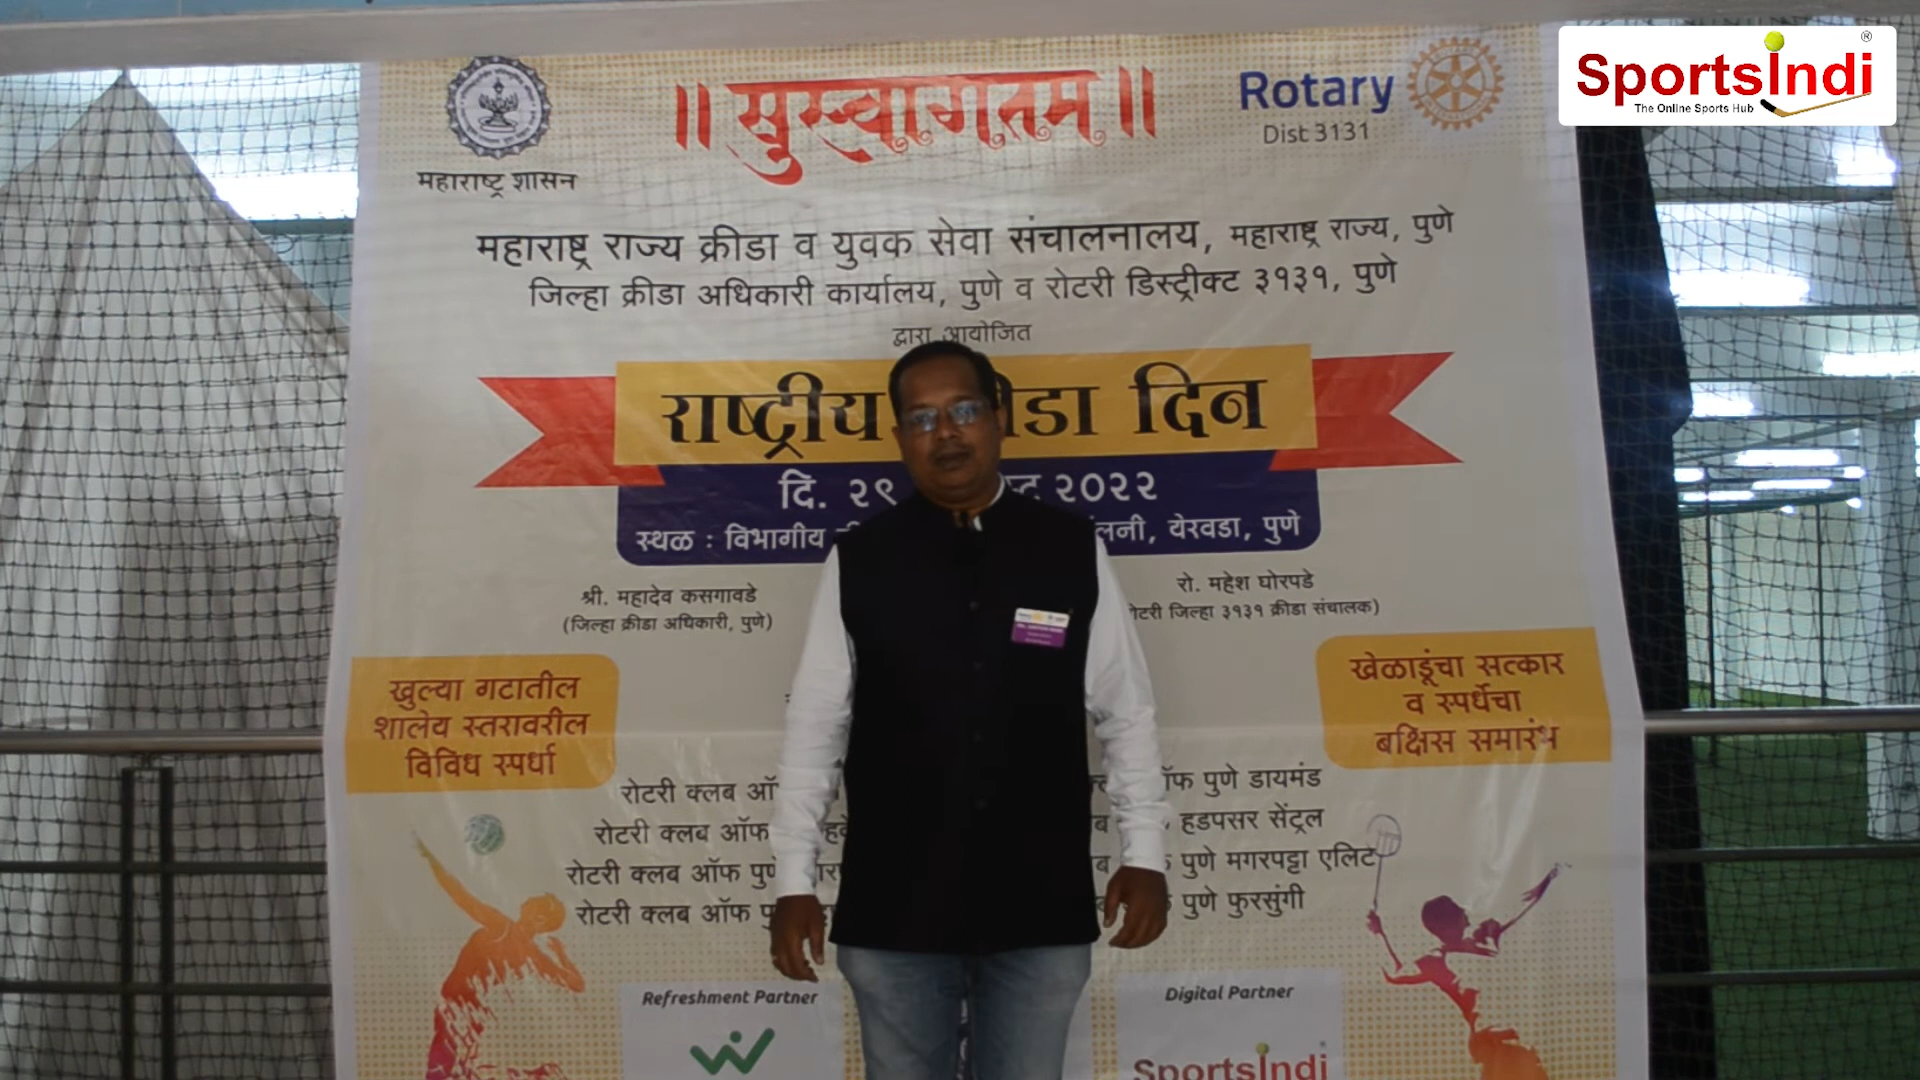 SportsIndi ®
The Online Sports Hub
॥ सुस्वागतम ॥
Rotary
Dist 3131
महाराष्ट्र शासन
महाराष्ट्र राज्य क्रीडा व युवक सेवा संचालनालय, महाराष्ट्र राज्य, पुणे
जिल्हा क्रीडा अधिकारी कार्यालय, पुणे व रोटरी डिस्ट्रीक्ट ३१३१, पुणे
द्वारा आयोजित
राष्ट्रीय दिन
दि. २९ २०२२
स्थळ : विभागीय येरवडा, पुणे
श्री. महादेव कसगावडे
(जिल्हा क्रीडा अधिकारी, पुणे)
रो. महेश घोरपडे
जिल्हा ३१३१ क्रीडा संचालक)
खुल्या गटातील
शालेय स्तरावरील
विविध स्पर्धा
खेळाडूंचा सत्कार
व स्पर्धेचा
बक्षिस समारंभ
रोटरी क्लब पुणे डायमंड
रोटरी क्लब ऑफ हडपसर सेंट्रल
रोटरी क्लब ऑफ पुणे मगरपट्टा एलिट
रोटरी क्लब ऑफ पुणे फुरसुंगी
Refreshment Partner
Digital Partner
SportsIndi